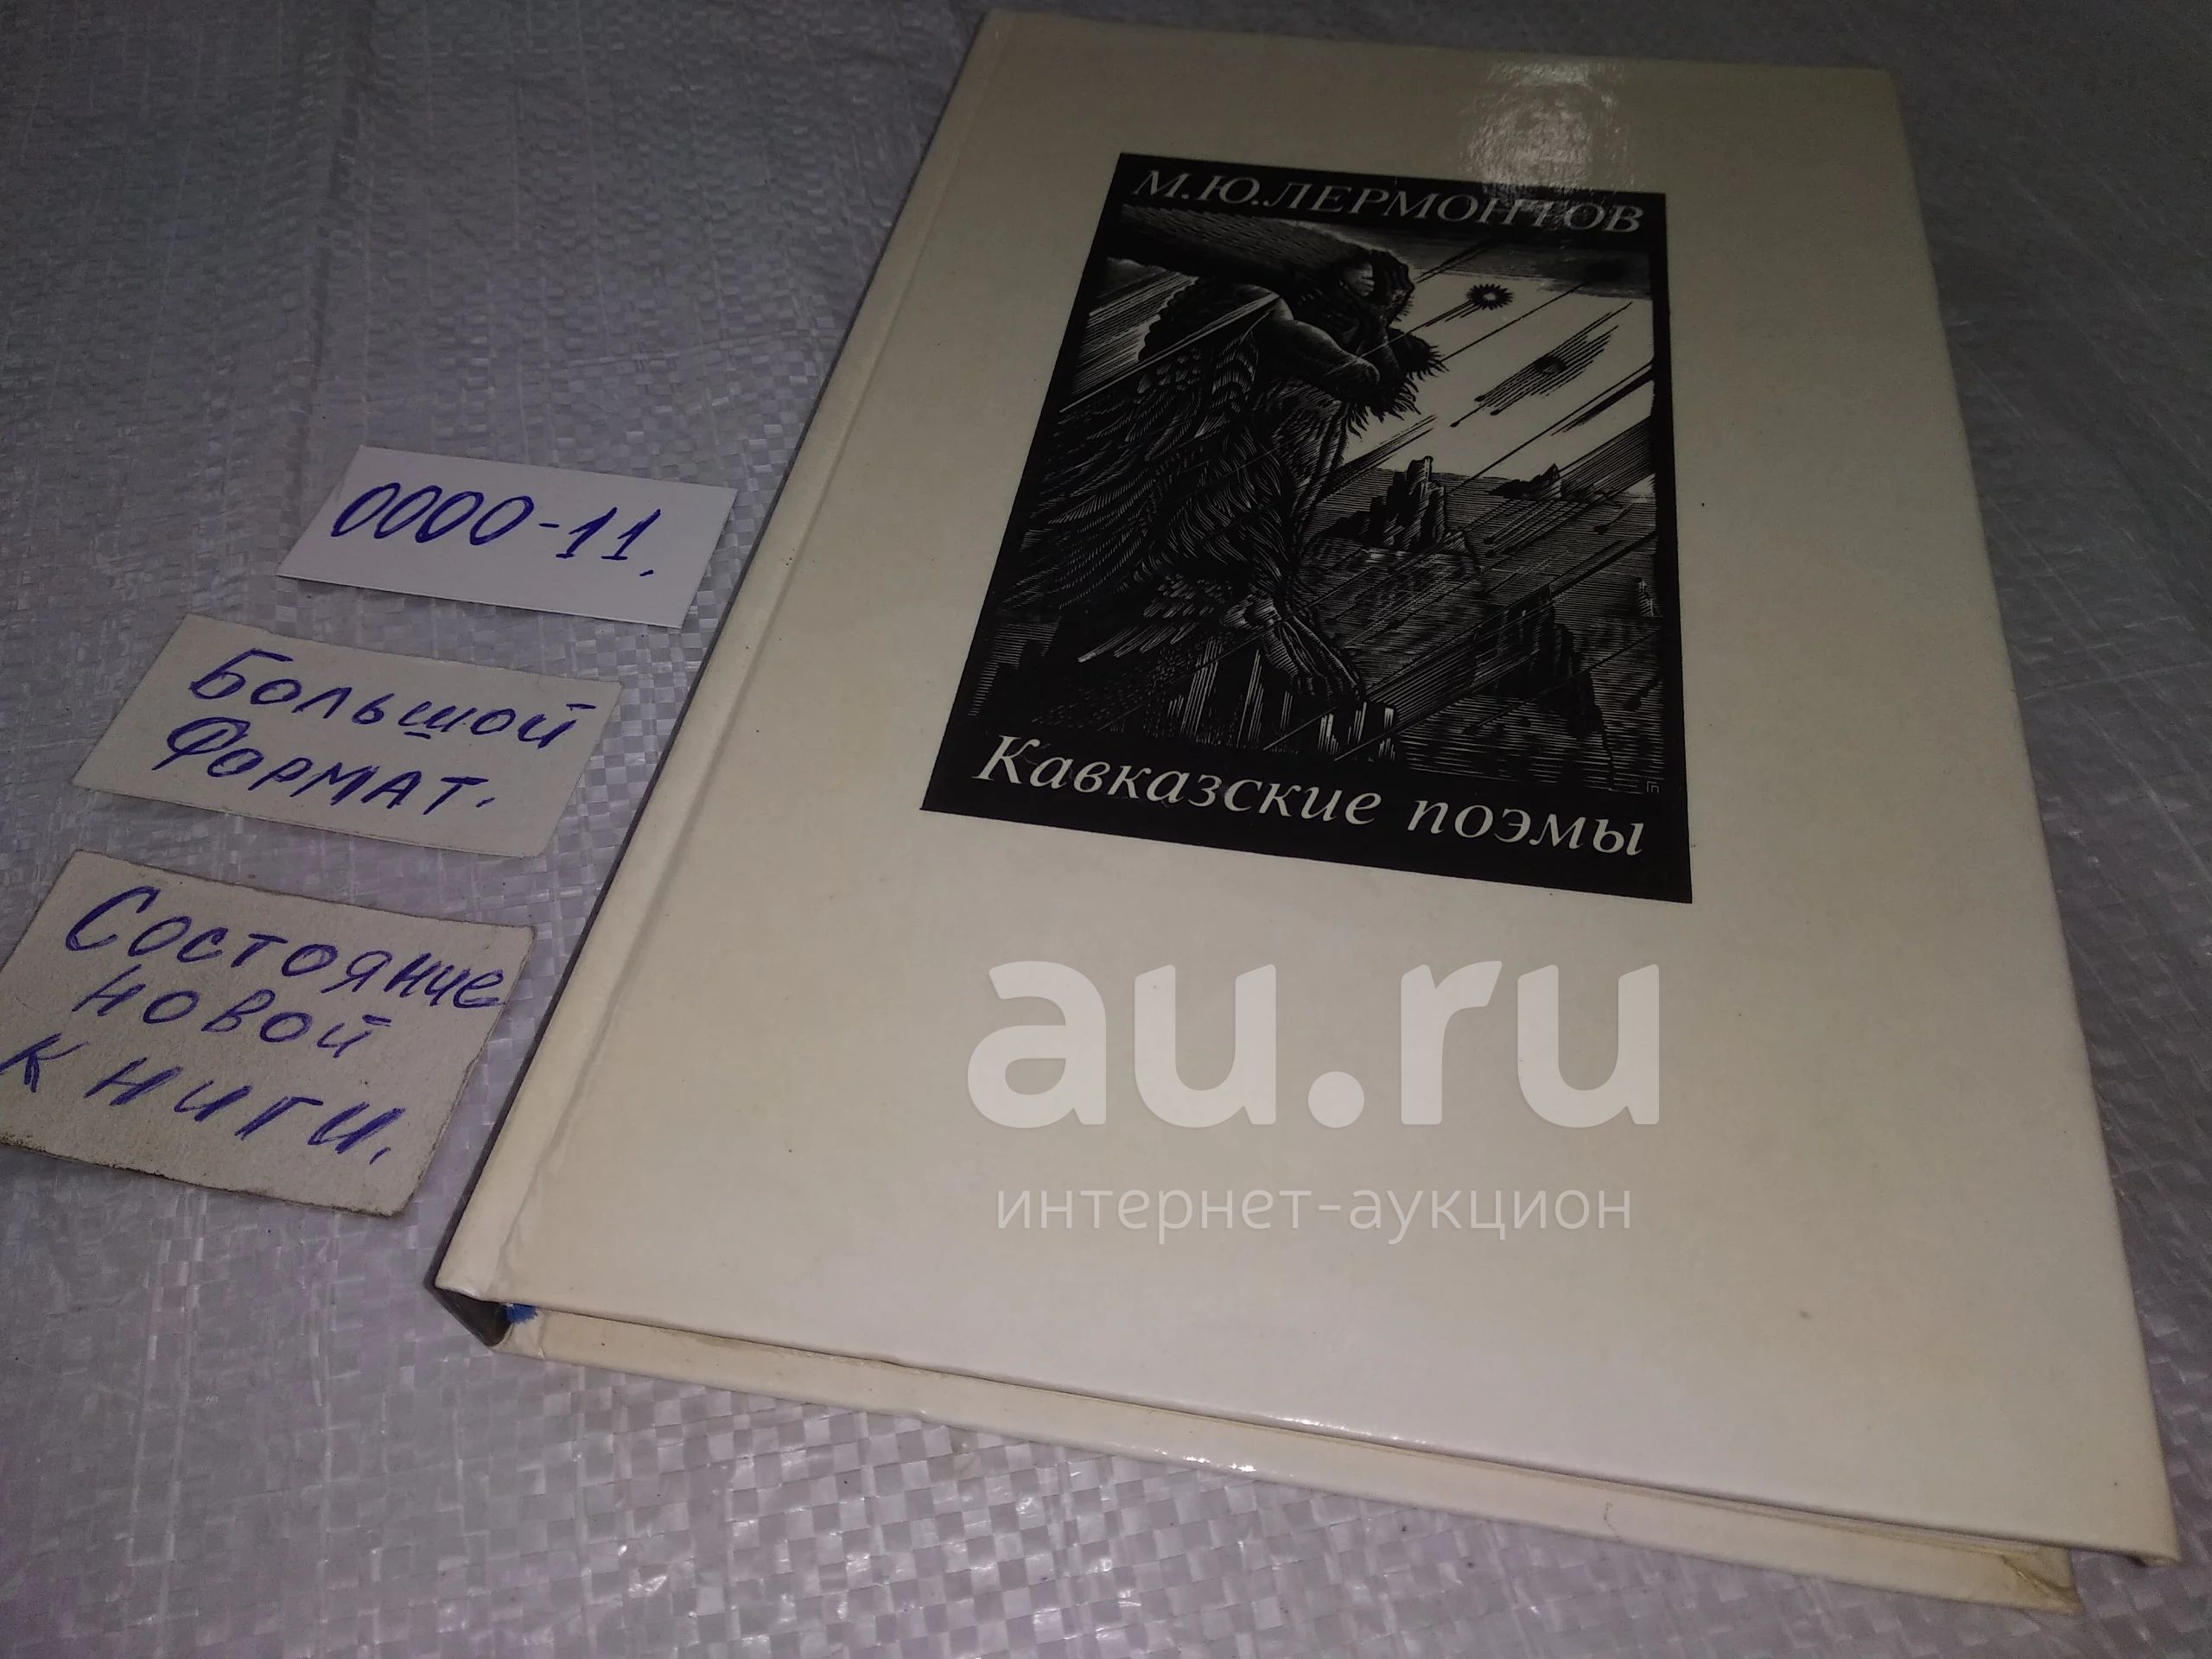 М.Ю.ЛЕРМОНТОВ
Кавказские поэмы
0000-11.
Большой
Формат.
Состояние
новой
книги.
au.ru
интернет-аукцион